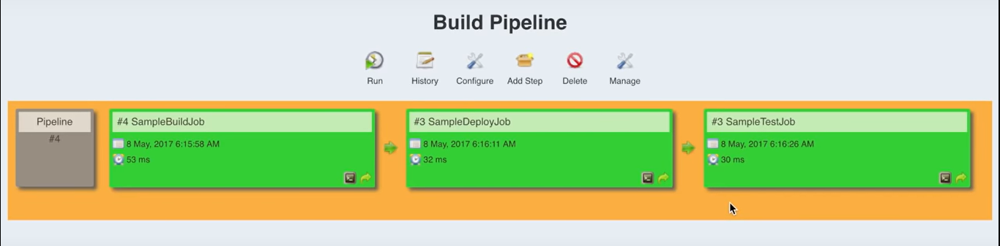 Build Pipeline
Run History Configure Add Step Delete Manage
Pipeline
#4
#4 SampleBuildJob
8 May, 2017 6:15:58 AM
53 ms
#3 SampleDeployJob
8 May, 2017 6:16:11 AM
32 ms
#3 SampleTestJob
8 May, 2017 6:16:26 AM
30 ms